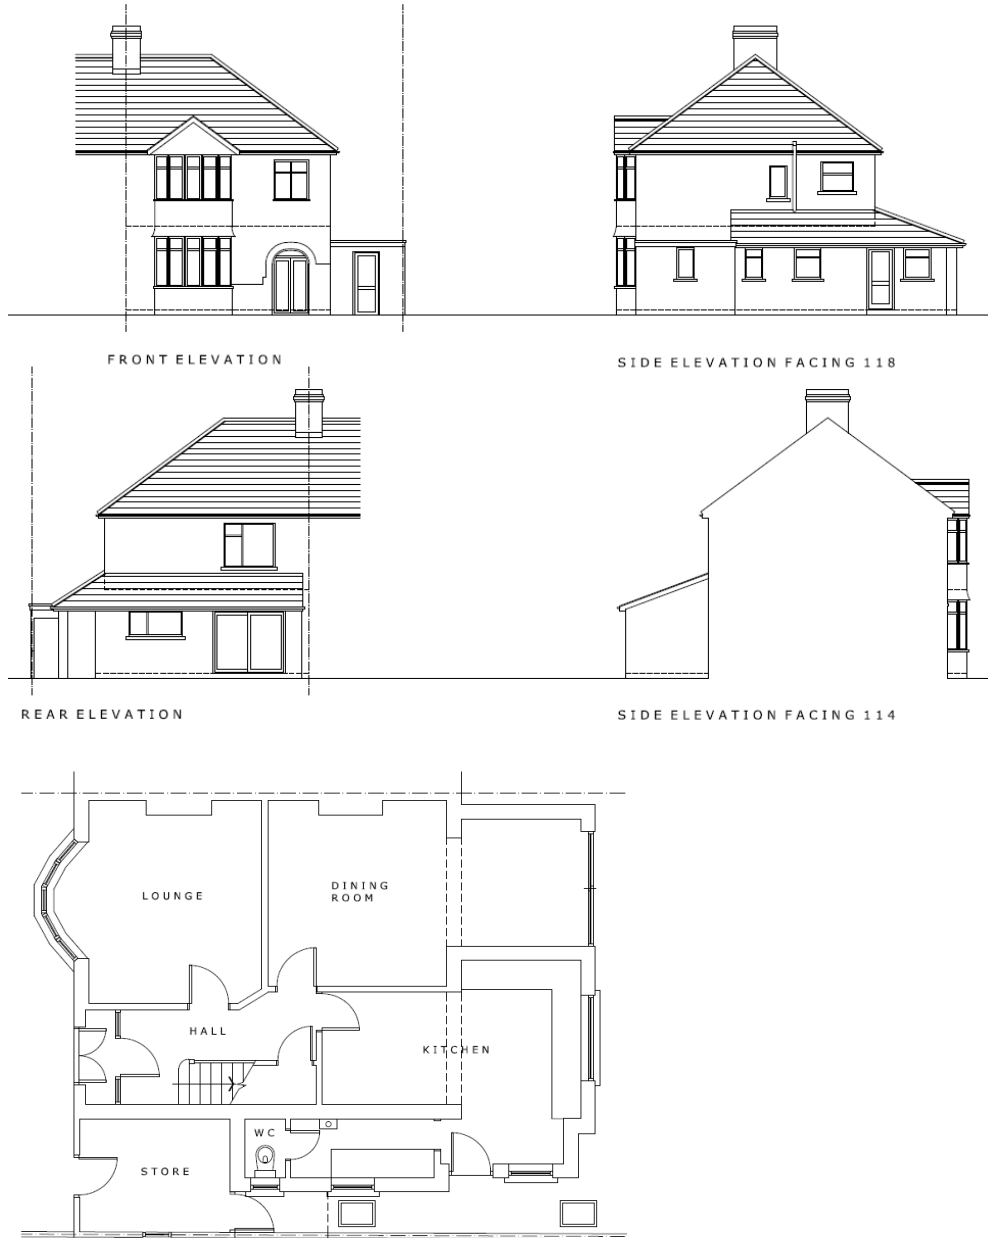 FRONT ELEVATION
SIDE ELEVATION FACING 118
REAR ELEVATION
SIDE ELEVATION FACING 114
LOUNGE
DINING
ROOM
HALL
KITCHEN
WC
STORE